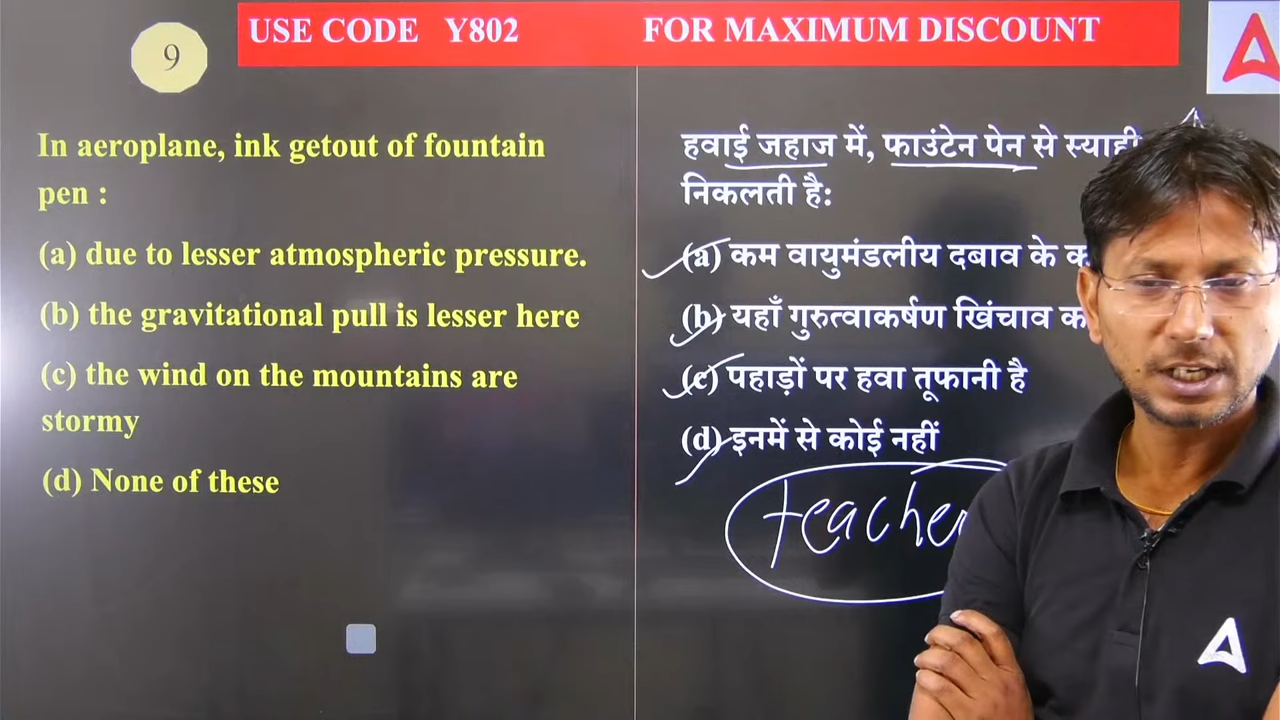 USE CODE Y802 FOR MAXIMUM DISCOUNT
9
In aeroplane, ink getout of fountain
pen :
(a) due to lesser atmospheric pressure.
(b) the gravitational pull is lesser here
(c) the wind on the mountains are
stormy
(d) None of these
हवाई जहाज में, फाउंटेन पेन से स्याही
निकलती है:
(a) कम वायुमंडलीय दबाव के
(b) यहाँ गुरुत्वाकर्षण खिंचाव
(c) पहाड़ों पर हवा तूफानी है
(d) इनमें से कोई नहीं